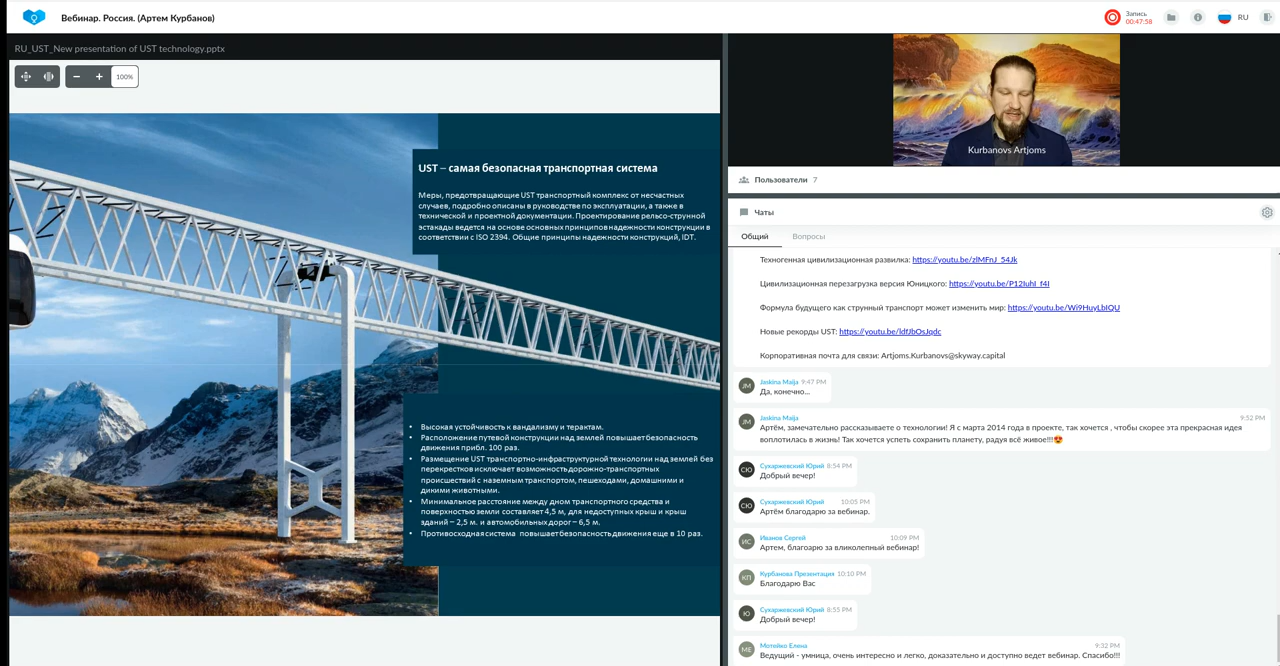 Вебинар. Россия. (Артем Курбанов)
Запись
00:47:58
RU
RU_UST_New presentation of UST technology.pptx
100%
UST – самая безопасная транспортная система
Меры, предотвращающие UST транспортный комплекс от несчастных
случаев, подробно описаны в руководстве по эксплуатации, а также в
технической и проектной документации. Проектирование рельсо-струнной
эстакады ведется на основе основных принципов надежности конструкции в
соответствии с ISO 2394. Общие принципы надежности конструкций, IDT.
• Высокая устойчивость к вандализму и терактам.
• Расположение путевой конструкции над землей повышает безопасность
движения прибл. 100 раз.
• Размещение UST транспортно-инфраструктурной технологии над землей без
перекрестков исключает возможность дорожно-транспортных
происшествий с наземным транспортом, пешеходами, домашними и
дикими животными.
• Минимальное расстояние между дном транспортного средства и
поверхностью земли составляет 4,5 м, для недоступных крыш и крыш
зданий – 2,5 м. и автомобильных дорог – 6,5 м.
• Противосходная система повышает безопасность движения еще в 10 раз.
Kurbanovs Artjoms
Пользователи 7
Чаты
Общий Вопросы
Техногенная цивилизационная развилка: https://youtu.be/zlMFnJ_54Jk
Цивилизационная перезагрузка версия Юницкого: https://youtu.be/P12IuhI_f4I
Формула будущего как струнный транспорт может изменить мир: https://youtu.be/Wi9HuyLbIQU
Новые рекорды UST: https://youtu.be/ldfJbOsJqdc
Корпоративная почта для связи: Artjoms.Kurbanovs@skyway.capital
JM
Jaskina Maija 9:47 PM
Да, конечно...
JM
Jaskina Maija 9:52 PM
Артём, замечательно рассказываете о технологии! Я с марта 2014 года в проекте, так хочется , чтобы скорее эта прекрасная идея
воплотилась в жизнь! Так хочется успеть сохранить планету, радуя всё живое!!!😍
СЮ
Сухаржевский Юрий 8:54 PM
Добрый вечер!
СЮ
Сухаржевский Юрий 10:05 PM
Артём благодарю за вебинар.
ИС
Иванов Сергей 10:09 PM
Артем, благоарю за вликолепный вебинар!
КП
Курбанова Презентация 10:10 PM
Благодарю Вас
Ю
Сухаржевский Юрий 8:55 PM
Добрый вечер!
МЕ
Мотейко Елена 9:32 PM
Ведущий - умница, очень интересно и легко, доказательно и доступно ведет вебинар. Спасибо!!!